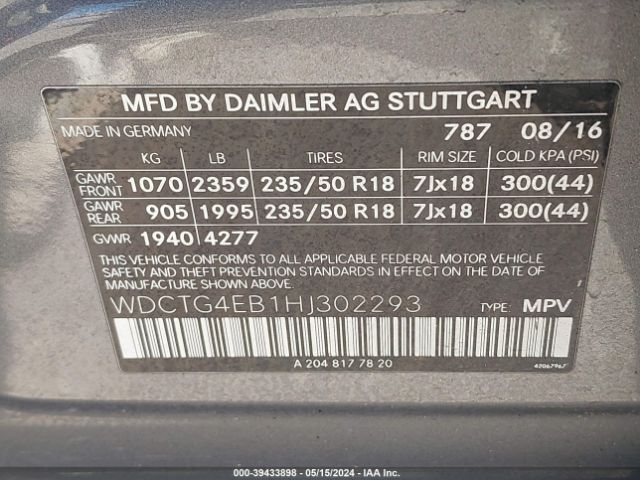 MFD BY DAIMLER AG STUTTGART
MADE IN GERMANY 787 08/16
KG LB TIRES RIM SIZE COLD KPA (PSI)
GAWR FRONT 1070 2359 235/50 R18 7Jx18 300(44)
GAWR REAR 905 1995 235/50 R18 7Jx18 300(44)
GVWR 1940 4277
THIS VEHICLE CONFORMS TO ALL APPLICABLE FEDERAL MOTOR VEHICLE
SAFETY AND THEFT PREVENTION STANDARDS IN EFFECT ON THE DATE OF
MANUFACTURE SHOWN ABOVE.
WDCTG4EB1HJ302293 TYPE: MPV
A 204 817 78 20
000-39433898 - 05/15/2024 - IAA Inc.